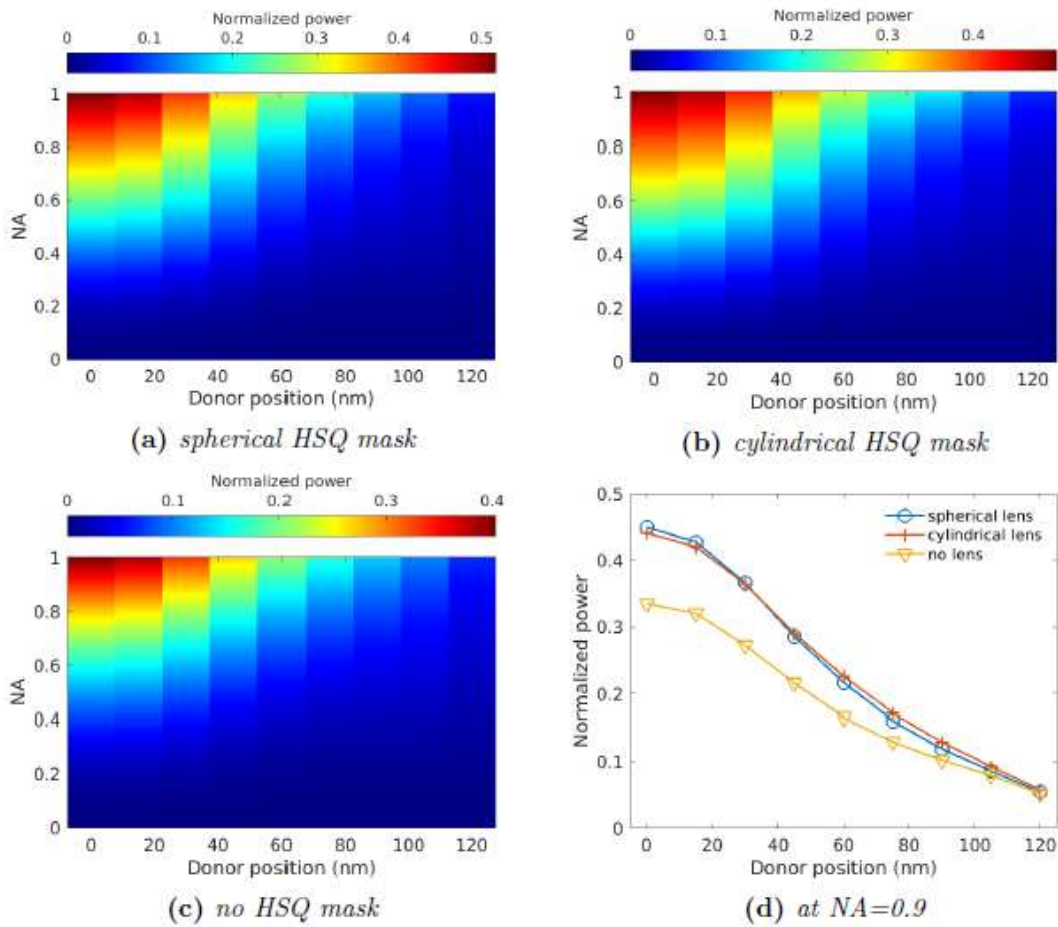 Normalized power
0 0.1 0.2 0.3 0.4 0.5
1
0.8
0.6
0.4
0.2
0
NA
0 20 40 60 80 100 120
Donor position (nm)
(a) spherical HSQ mask
Normalized power
0 0.1 0.2 0.3 0.4
1
0.8
0.6
0.4
0.2
0
NA
0 20 40 60 80 100 120
Donor position (nm)
(b) cylindrical HSQ mask
Normalized power
0 0.1 0.2 0.3 0.4
1
0.8
0.6
0.4
0.2
0
NA
0 20 40 60 80 100 120
Donor position (nm)
(c) no HSQ mask
0.5
0.4
0.3
0.2
0.1
0
Normalized power
spherical lens
cylindrical lens
no lens
0 20 40 60 80 100 120
Donor position (nm)
(d) at NA=0.9